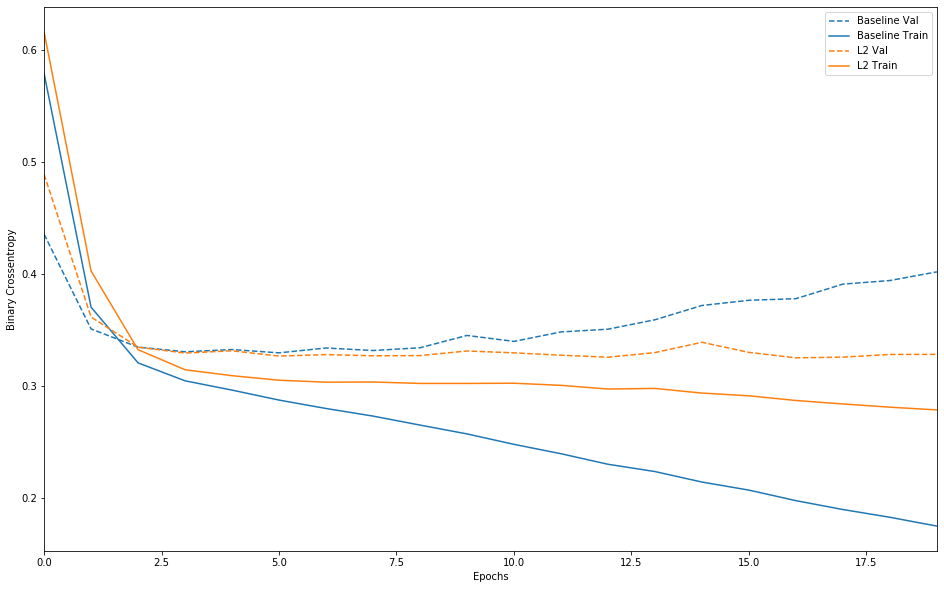 Baseline Val
Baseline Train
L2 Val
L2 Train
Binary Crossentropy
0.6
0.5
0.4
0.3
0.2
0.0 2.5 5.0 7.5 10.0 12.5 15.0 17.5
Epochs